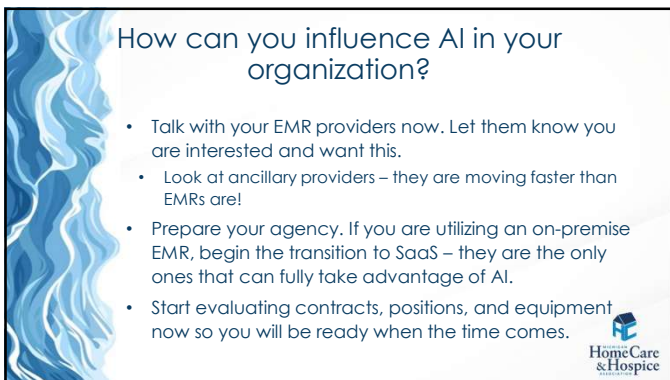 How can you influence AI in your
organization?
• Talk with your EMR providers now. Let them know you
are interested and want this.
• Look at ancillary providers – they are moving faster than
EMRs are!
• Prepare your agency. If you are utilizing an on-premise
EMR, begin the transition to SaaS – they are the only
ones that can fully take advantage of AI.
• Start evaluating contracts, positions, and equipment
now so you will be ready when the time comes.
MICHIGAN
HomeCare
&Hospice
ASSOCIATION